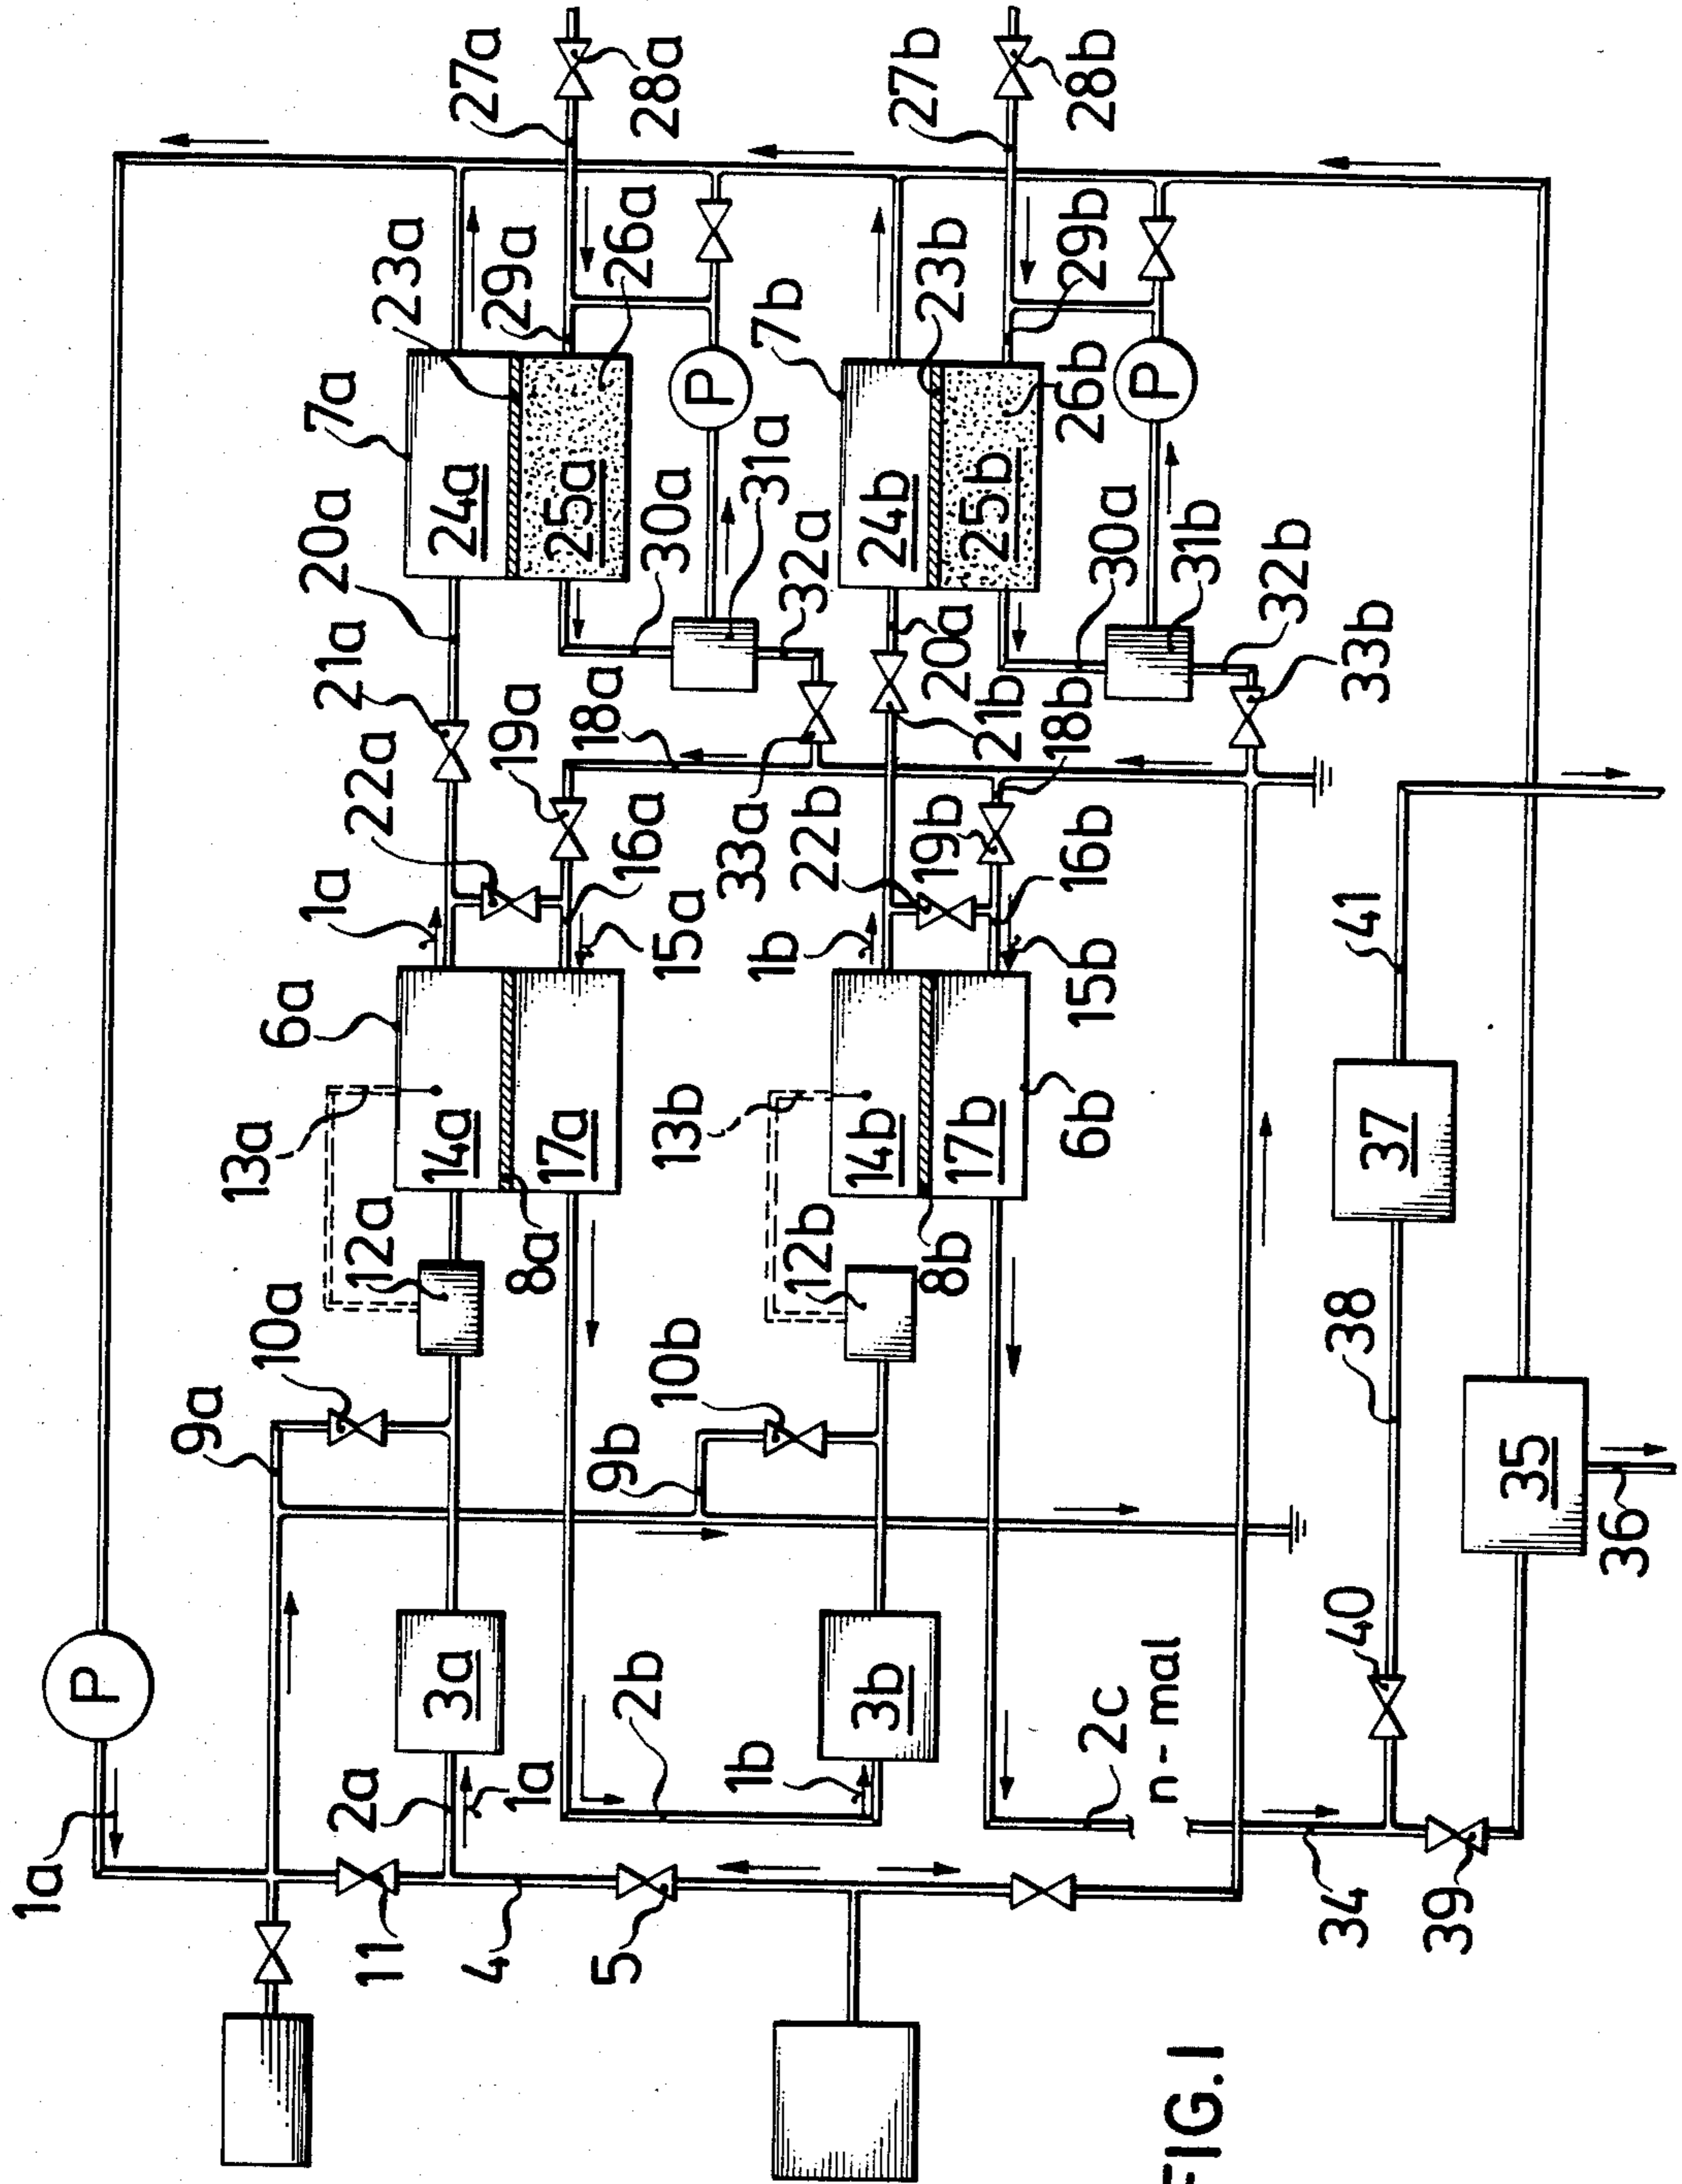 27a
28a
27b
28b
23a
29a
26a
23b
29b
7a
7b
24a
25a
P
24b
25b
26b
P
20a
30a
31a
32a
20a
30a
31b
32b
21a
19a
18a
21b
18b
33b
22a
16a
33a
22b
19b
16b
1a
15a
1b
15b
41
6a
13a
14a
17a
13b
14b
17b
6b
37
12a
8a
12b
8b
10a
10b
38
9a
9b
35
36
P
3a
2b
3b
2c
n-mal
40
1a
2a
1a
1b
11
4
5
34
39
FIG.1